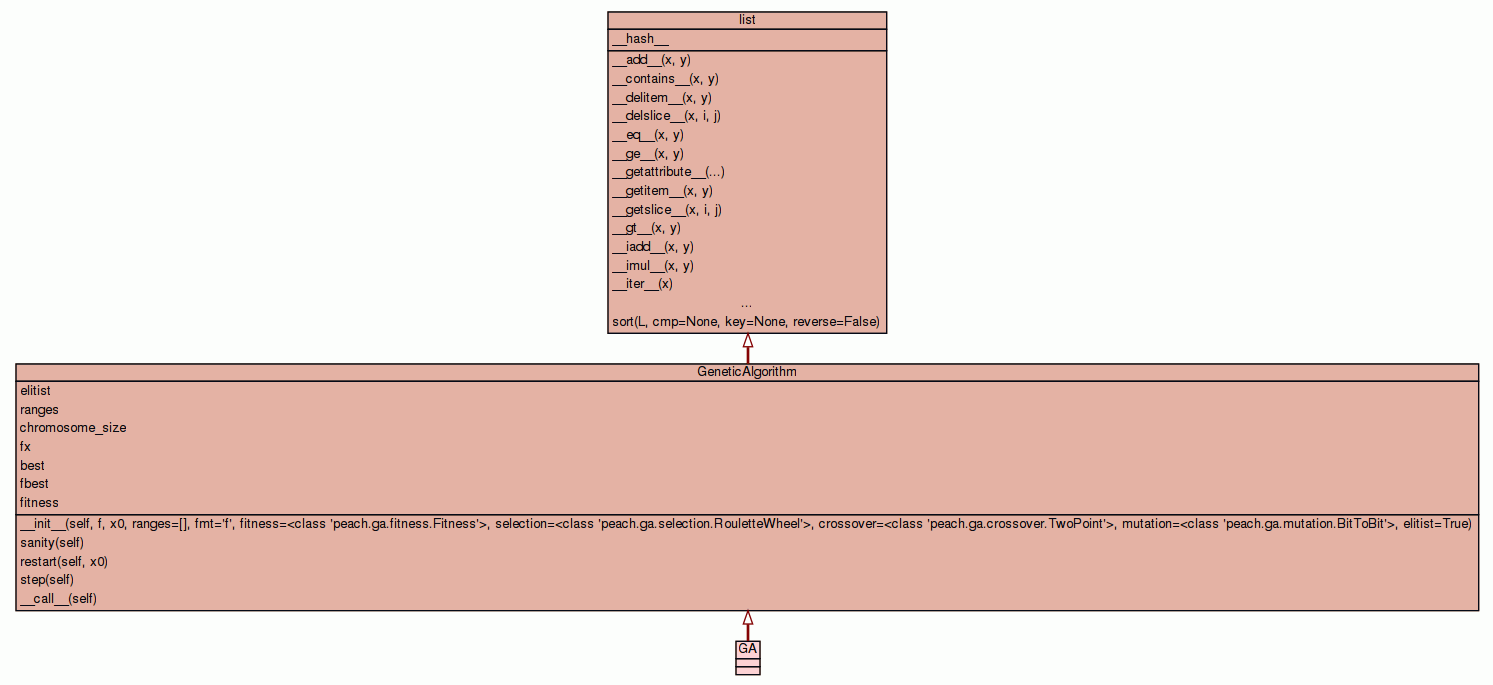 list
__hash__
__add__(x, y)
__contains__(x, y)
__delitem__(x, y)
__delslice__(x, i, j)
__eq__(x, y)
__ge__(x, y)
__getattribute__(...)
__getitem__(x, y)
__getslice__(x, i, j)
__gt__(x, y)
__iadd__(x, y)
__imul__(x, y)
__iter__(x)
...
sort(L, cmp=None, key=None, reverse=False)
GeneticAlgorithm
elitist
ranges
chromosome_size
fx
best
fbest
fitness
__init__(self, f, x0, ranges=[], fmt='f', fitness=<class 'peach.ga.fitness.Fitness'>, selection=<class 'peach.ga.selection.RouletteWheel'>, crossover=<class 'peach.ga.crossover.TwoPoint'>, mutation=<class 'peach.ga.mutation.BitToBit'>, elitist=True)
sanity(self)
restart(self, x0)
step(self)
__call__(self)
GA